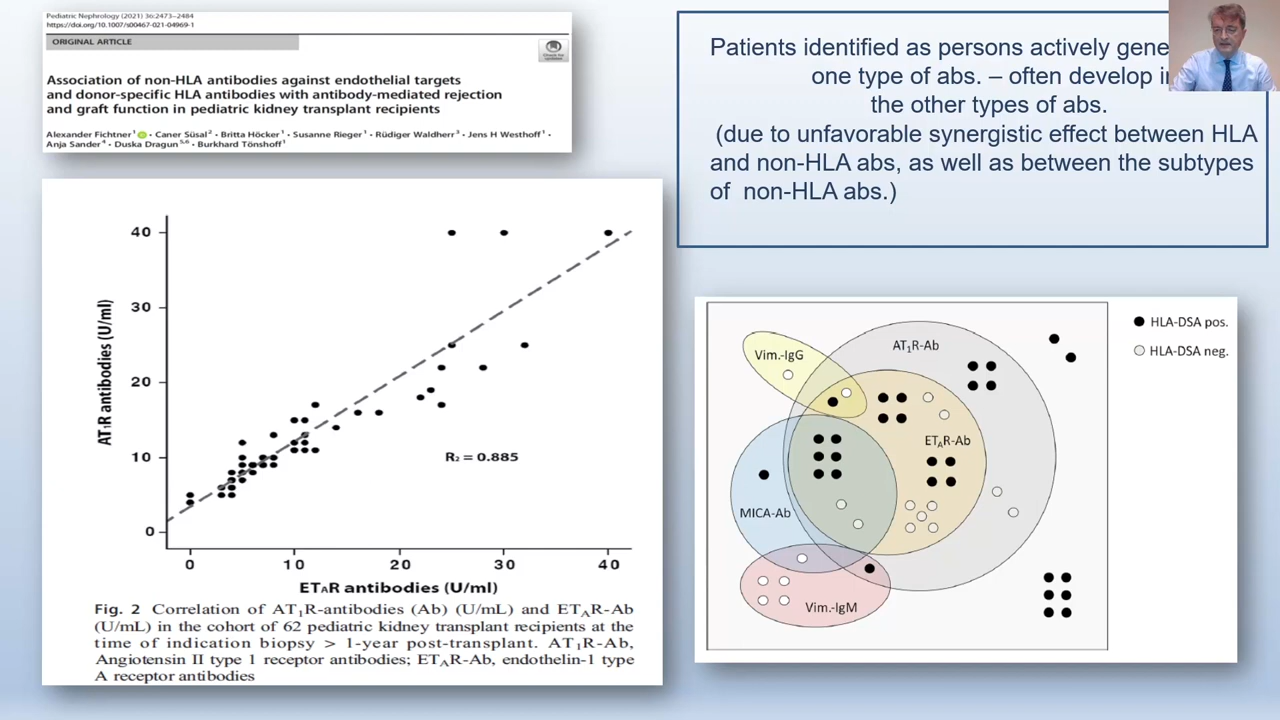 Pediatric Nephrology (2021) 36:2473–2484
https://doi.org/10.1007/s00467-021-04969-1
ORIGINAL ARTICLE
Association of non-HLA antibodies against endothelial targets
and donor-specific HLA antibodies with antibody-mediated rejection
and graft function in pediatric kidney transplant recipients
Alexander Fichtner¹ · Caner Süsal² · Britta Höcker¹ · Susanne Rieger¹ · Rüdiger Waldherr³ · Jens H Westhoff¹ ·
Anja Sander⁴ · Duska Dragun⁵,⁶ · Burkhard Tönshoff¹
Patients identified as persons actively gene
one type of abs. – often develop i
the other types of abs.
(due to unfavorable synergistic effect between HLA
and non-HLA abs, as well as between the subtypes
of non-HLA abs.)
40
30
20
10
0
AT₁R antibodies (U/ml)
R₂ = 0.885
0 10 20 30 40
ETᴀR antibodies (U/ml)
Fig. 2 Correlation of AT₁R-antibodies (Ab) (U/mL) and ETᴀR-Ab
(U/mL) in the cohort of 62 pediatric kidney transplant recipients at the
time of indication biopsy > 1-year post-transplant. AT₁R-Ab,
Angiotensin II type 1 receptor antibodies; ETᴀR-Ab, endothelin-1 type
A receptor antibodies
Vim.-IgG
AT₁R-Ab
ETᴀR-Ab
MICA-Ab
Vim.-IgM
HLA-DSA pos.
HLA-DSA neg.